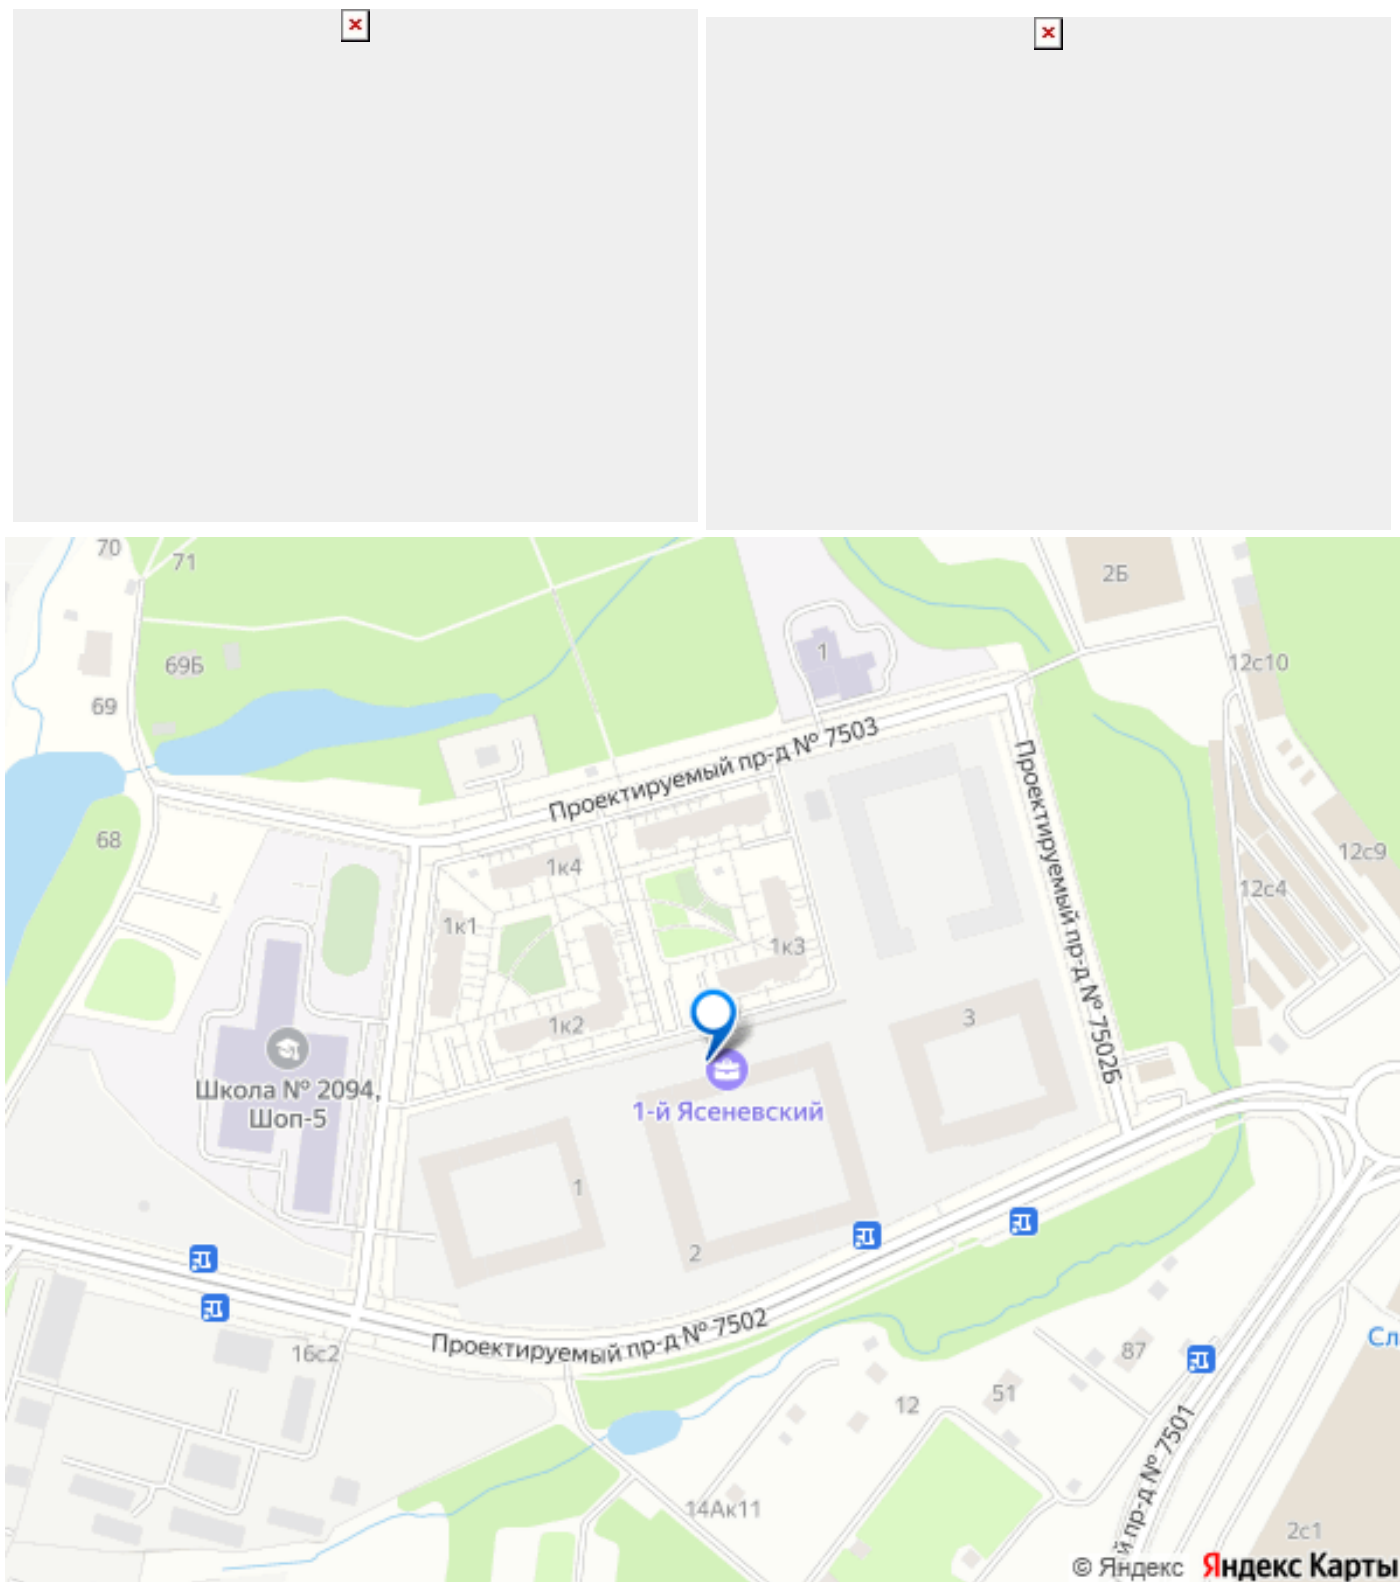 70
71
2Б
69Б
1
12с10
69
Проектируемый пр-д № 7503
Проектируемый пр-д № 7502Б
68
1к4
12с9
12с4
1к1
1к3
1к2
3
Школа № 2094,
Шоп-5
1-й Ясеневский
1
2
Проектируемый пр-д № 7502
16с2
87
Сл
51
12
й пр-д № 7501
14Ак11
2с1
© Яндекс Яндекс Карты